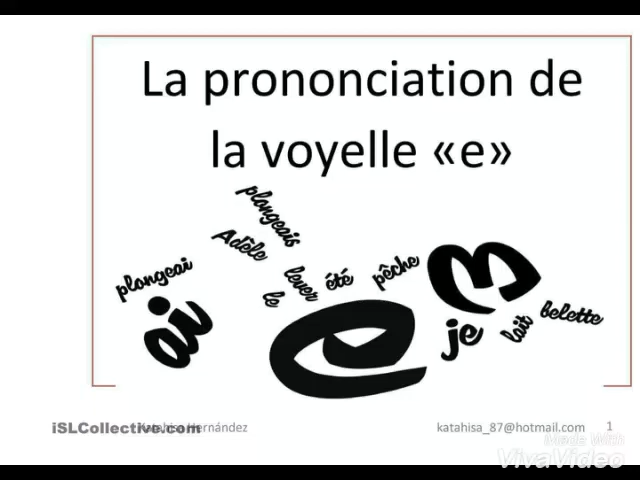 La prononciation de
la voyelle «e»
plongeais
Adèle
plongeai
lever
été
pêche
le
ai
e
je
lait
belette
iSLCollective.com
Hernández
katahisa_87@hotmail.com
1
Made With
VivaVideo